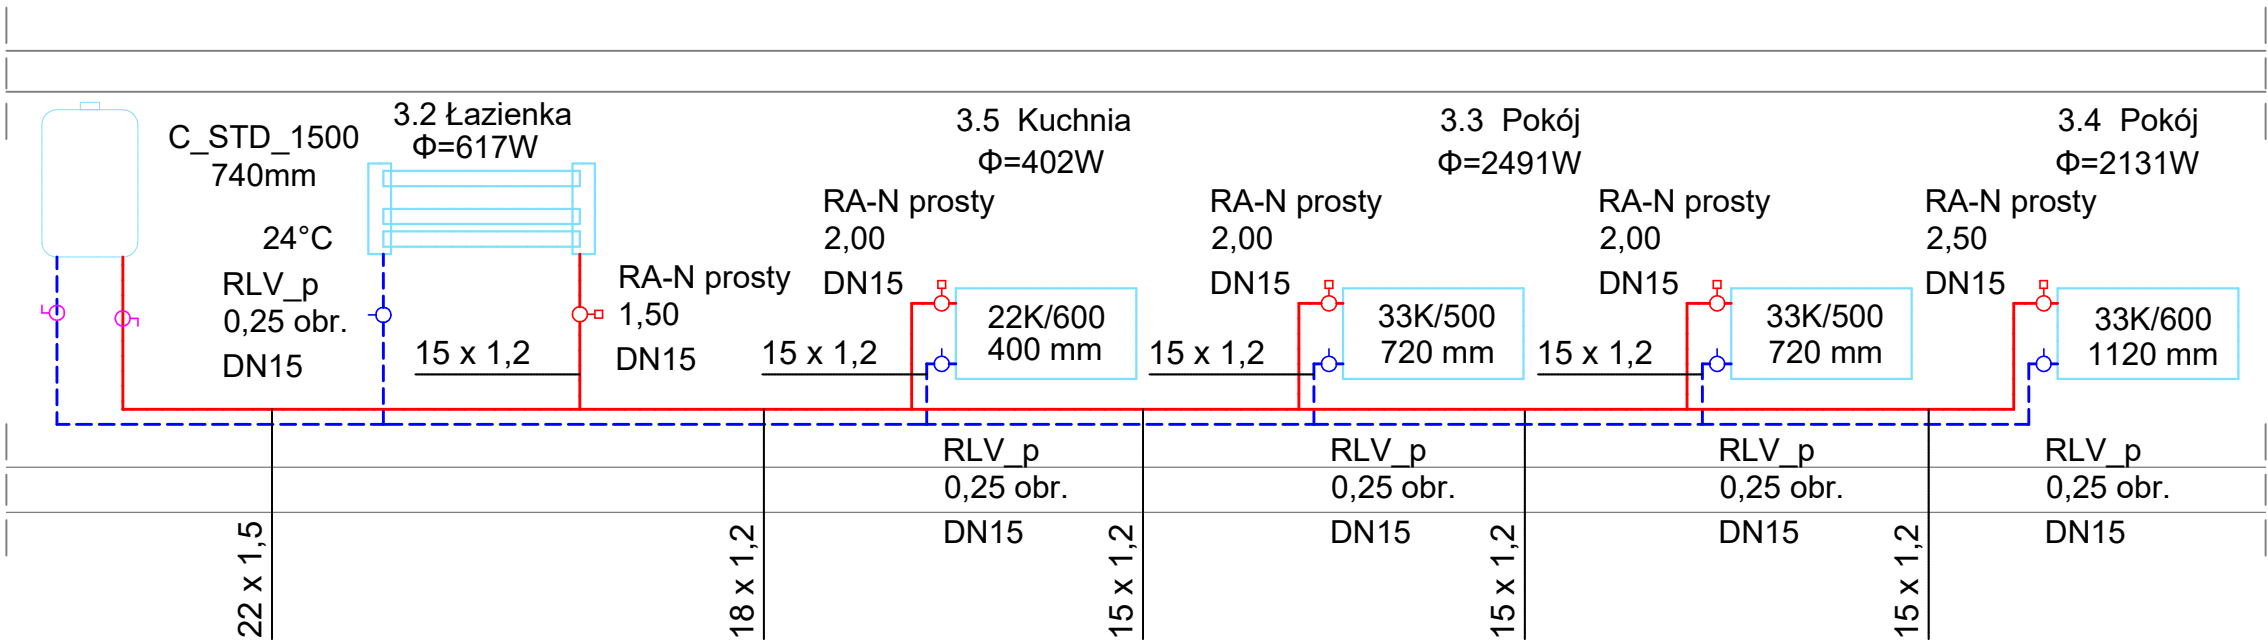 C_STD_1500
740mm
3.2 Łazienka
Φ=617W
24°C
RLV_p
0,25 obr.
DN15
15 x 1,2
RA-N prosty
1,50
DN15
3.5 Kuchnia
Φ=402W
RA-N prosty
2,00
DN15
15 x 1,2
22K/600
400 mm
3.3 Pokój
Φ=2491W
RA-N prosty
2,00
DN15
15 x 1,2
33K/500
720 mm
RA-N prosty
2,00
DN15
15 x 1,2
33K/500
720 mm
3.4 Pokój
Φ=2131W
RA-N prosty
2,50
DN15
33K/600
1120 mm
RLV_p
0,25 obr.
DN15
RLV_p
0,25 obr.
DN15
RLV_p
0,25 obr.
DN15
RLV_p
0,25 obr.
DN15
22 x 1,5
18 x 1,2
15 x 1,2
15 x 1,2
15 x 1,2